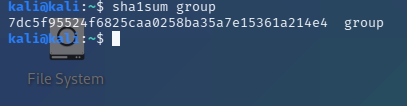 kali@kali:~$ sha1sum group
7dc5f95524f6825caa0258ba35a7e15361a214e4  group
kali@kali:~$
File System